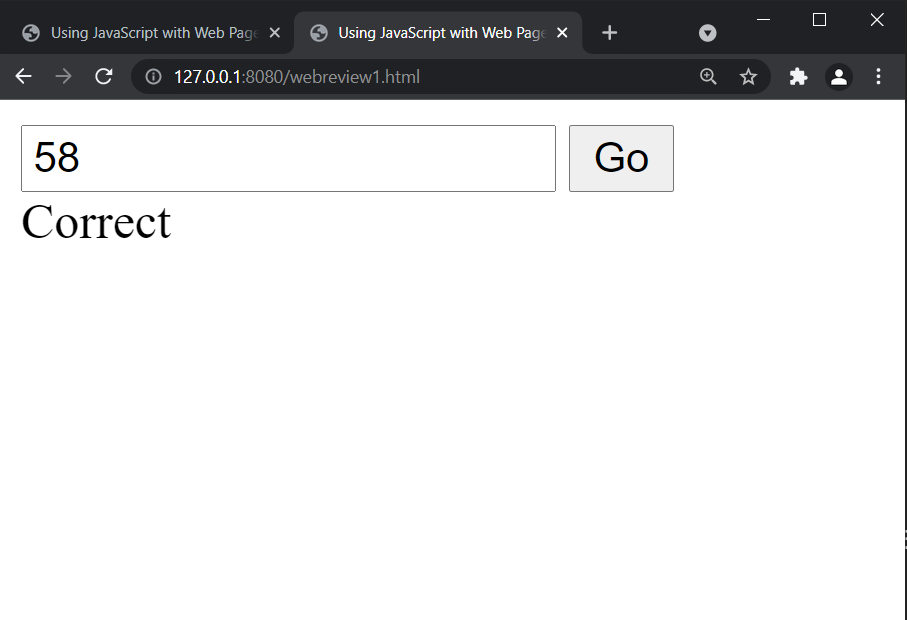 Using JavaScript with Web Page
Using JavaScript with Web Page
127.0.0.1:8080/webreview1.html
58
Go
Correct